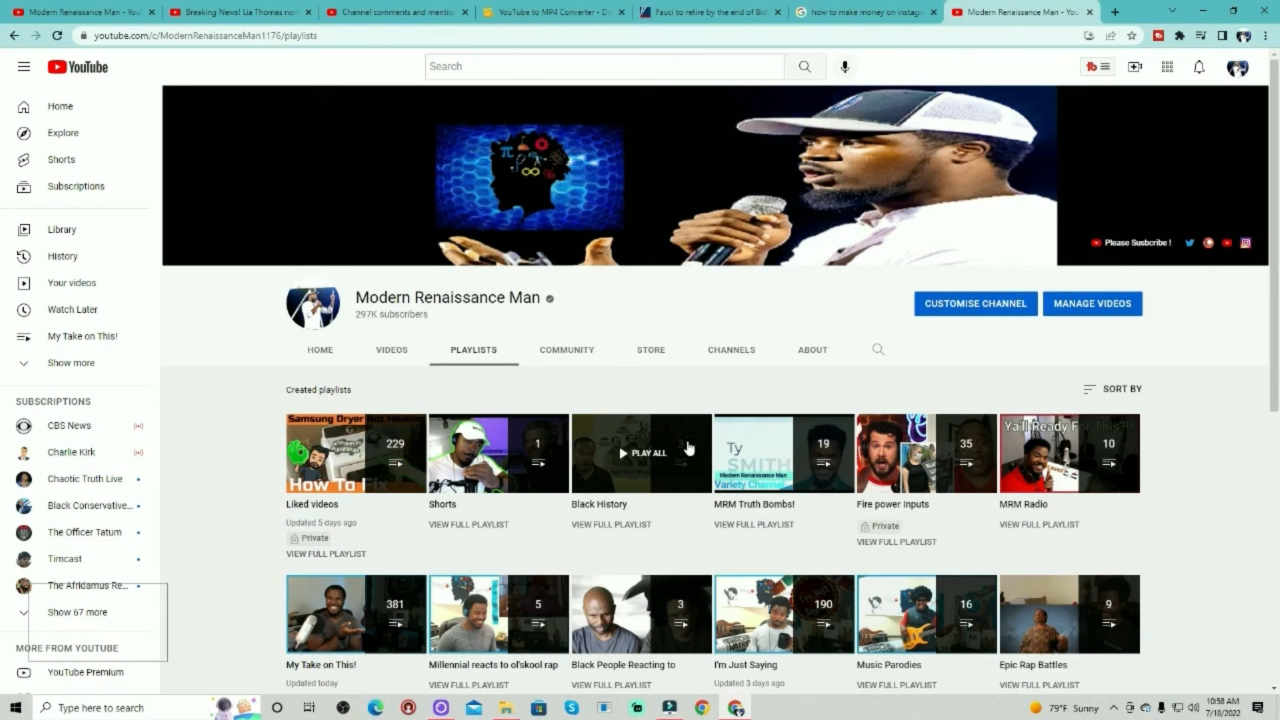 Modern Renaissance Man - You
Breaking News! Lia Thomas nom
Channel comments and mentio
YouTube to MP4 Converter - Do
Fauci to retire by the end of Bid
how to make money on instag
Modern Renaissance Man - You
youtube.com/c/ModernRenaissanceMan1176/playlists
YouTube
Search
Home
Explore
Shorts
Subscriptions
Library
History
Your videos
Watch Later
My Take on This!
Show more
SUBSCRIPTIONS
CBS News
Charlie Kirk
Chaotic Truth Live
Black Conservative...
The Officer Tatum
Timcast
The Afridamus Re...
Show 67 more
MORE FROM YOUTUBE
YouTube Premium
Please Susbcribe !
Modern Renaissance Man
297K subscribers
CUSTOMISE CHANNEL
MANAGE VIDEOS
HOME VIDEOS PLAYLISTS COMMUNITY STORE CHANNELS ABOUT
Created playlists
SORT BY
Samsung Dryer Not Heating
How To Fix
229
Liked videos
Updated 5 days ago
Private
VIEW FULL PLAYLIST
1
Shorts
VIEW FULL PLAYLIST
PLAY ALL
Black History
VIEW FULL PLAYLIST
Ty
SMITH
Modern Renaissance Man
Variety Channel
19
MRM Truth Bombs!
VIEW FULL PLAYLIST
35
Fire power Inputs
Private
VIEW FULL PLAYLIST
Ya'll Ready For This?!!
10
MRM Radio
VIEW FULL PLAYLIST
381
My Take on This!
Updated today
5
Millennial reacts to ol'skool rap
VIEW FULL PLAYLIST
3
Black People Reacting to
VIEW FULL PLAYLIST
190
I'm Just Saying
Updated 3 days ago
16
Music Parodies
VIEW FULL PLAYLIST
9
Epic Rap Battles
VIEW FULL PLAYLIST
Type here to search
79°F Sunny
10:58 AM
7/18/2022